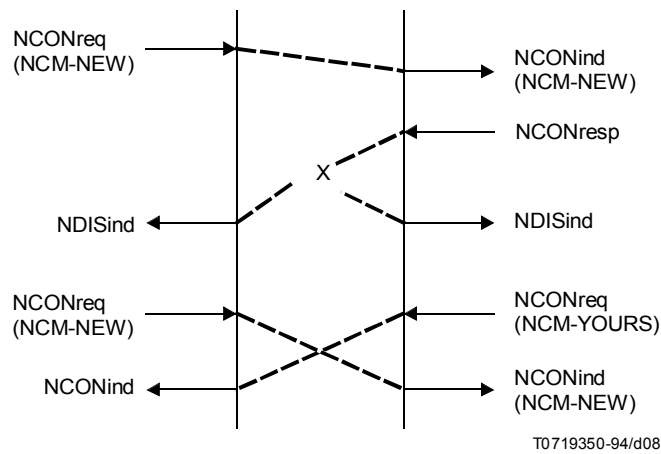 NCONreq
(NCM-NEW)
NCONind
(NCM-NEW)
NCONresp
X
NDISind
NDISind
NCONreq
(NCM-NEW)
NCONreq
(NCM-YOURS)
NCONind
NCONind
(NCM-NEW)
T0719350-94/d08